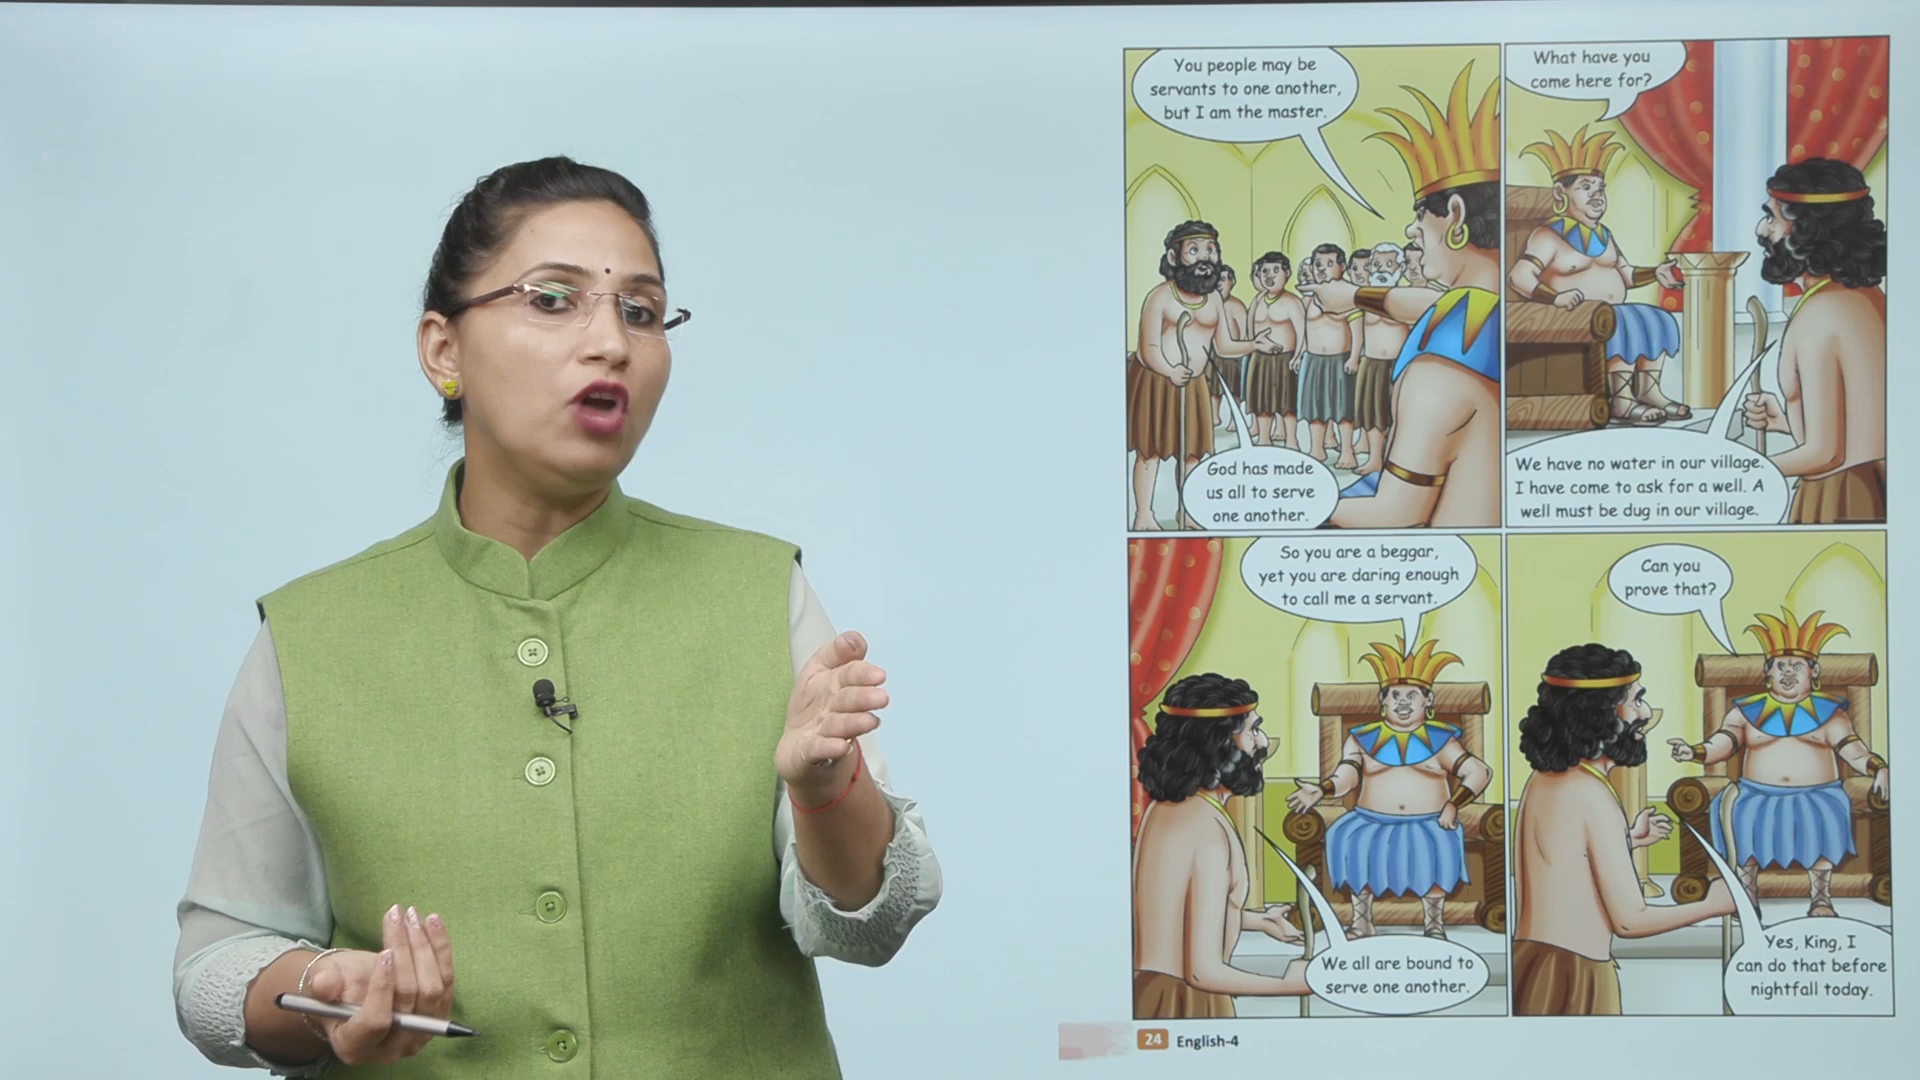 You people may be
servants to one another,
but I am the master.
God has made
us all to serve
one another.
What have you
come here for?
We have no water in our village.
I have come to ask for a well. A
well must be dug in our village.
So you are a beggar,
yet you are daring enough
to call me a servant.
We all are bound to
serve one another.
Can you
prove that?
Yes, King, I
can do that before
nightfall today.
24 English-4